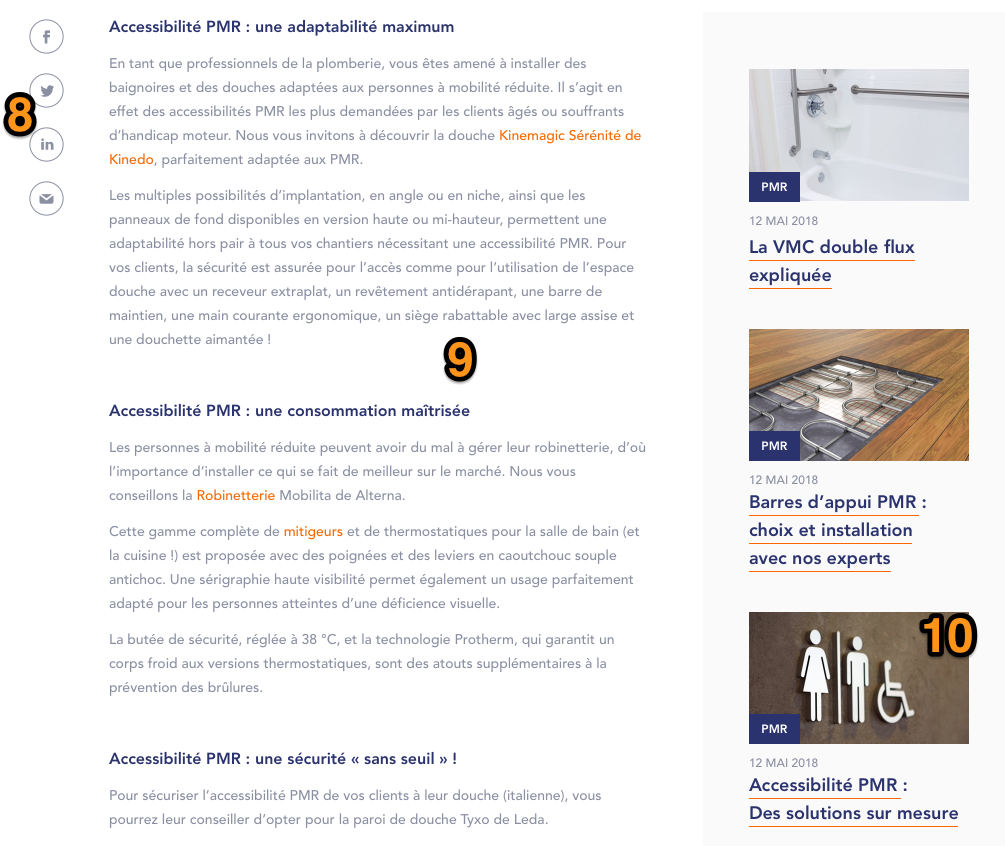 8
Accessibilité PMR : une adaptabilité maximum
En tant que professionnels de la plomberie, vous êtes amené à installer des
baignoires et des douches adaptées aux personnes à mobilité réduite. Il s’agit en
effet des accessibilités PMR les plus demandées par les clients âgés ou souffrants
d’handicap moteur. Nous vous invitons à découvrir la douche Kinemagic Sérénité de
Kinedo, parfaitement adaptée aux PMR.
Les multiples possibilités d’implantation, en angle ou en niche, ainsi que les
panneaux de fond disponibles en version haute ou mi-hauteur, permettent une
adaptabilité hors pair à tous vos chantiers nécessitant une accessibilité PMR. Pour
vos clients, la sécurité est assurée pour l’accès comme pour l’utilisation de l’espace
douche avec un receveur extraplat, un revêtement antidérapant, une barre de
maintien, une main courante ergonomique, un siège rabattable avec large assise et
une douchette aimantée !
9
Accessibilité PMR : une consommation maîtrisée
Les personnes à mobilité réduite peuvent avoir du mal à gérer leur robinetterie, d’où
l’importance d’installer ce qui se fait de meilleur sur le marché. Nous vous
conseillons la Robinetterie Mobilita de Alterna.
Cette gamme complète de mitigeurs et de thermostatiques pour la salle de bain (et
la cuisine !) est proposée avec des poignées et des leviers en caoutchouc souple
antichoc. Une sérigraphie haute visibilité permet également un usage parfaitement
adapté pour les personnes atteintes d’une déficience visuelle.
La butée de sécurité, réglée à 38 °C, et la technologie Protherm, qui garantit un
corps froid aux versions thermostatiques, sont des atouts supplémentaires à la
prévention des brûlures.
Accessibilité PMR : une sécurité « sans seuil » !
Pour sécuriser l’accessibilité PMR de vos clients à leur douche (italienne), vous
pourrez leur conseiller d’opter pour la paroi de douche Tyxo de Leda.
PMR
12 MAI 2018
La VMC double flux
expliquée
PMR
12 MAI 2018
Barres d’appui PMR :
choix et installation
avec nos experts
10
PMR
12 MAI 2018
Accessibilité PMR :
Des solutions sur mesure